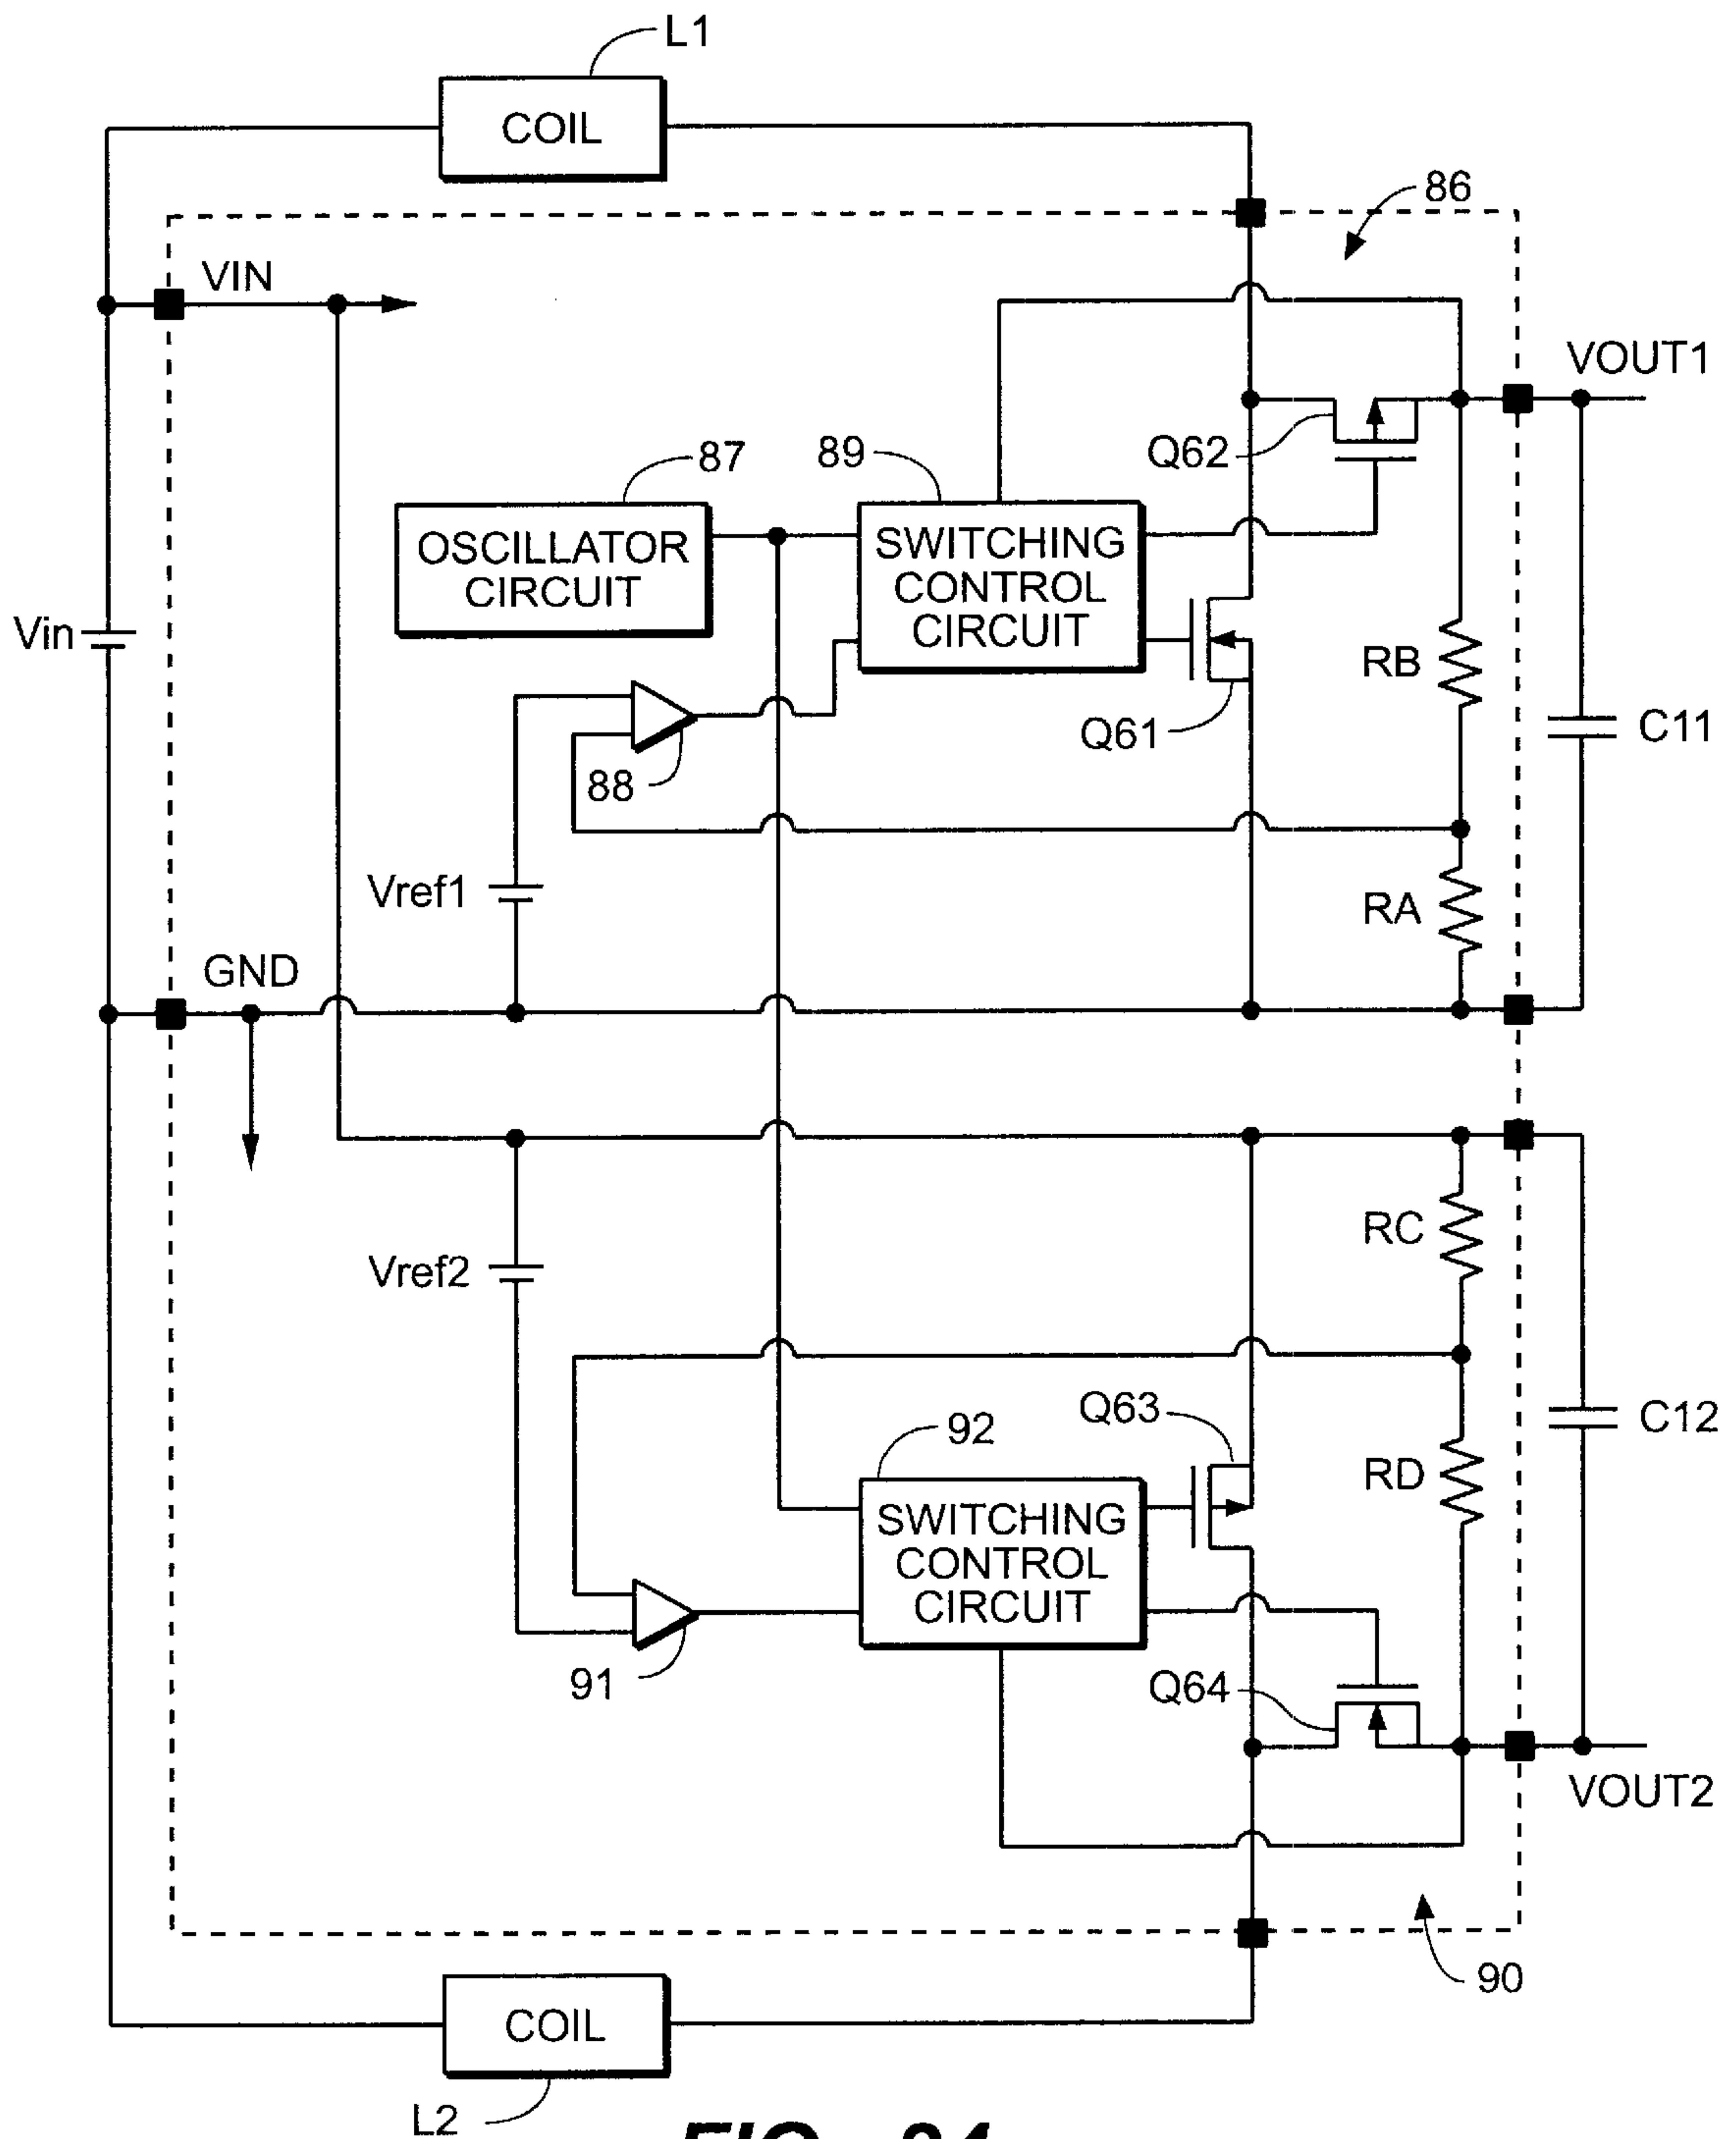 L1
COIL
86
VIN
VOUT1
Q62
87
89
OSCILLATOR
CIRCUIT
SWITCHING
CONTROL
CIRCUIT
Vin
RB
Q61
C11
88
Vref1
RA
GND
RC
Vref2
Q63
92
C12
RD
SWITCHING
CONTROL
CIRCUIT
91
Q64
VOUT2
90
COIL
L2